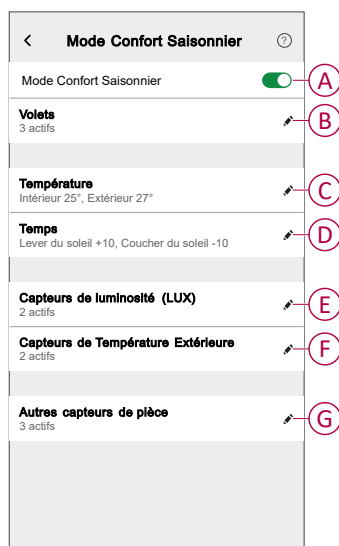 Mode Confort Saisonnier ?
Mode Confort Saisonnier A
Volets
3 actifs
B
Température
Intérieur 25°, Extérieur 27°
C
Temps
Lever du soleil +10, Coucher du soleil -10
D
Capteurs de luminosité (LUX)
2 actifs
E
Capteurs de Température Extérieure
2 actifs
F
Autres capteurs de pièce
3 actifs
G